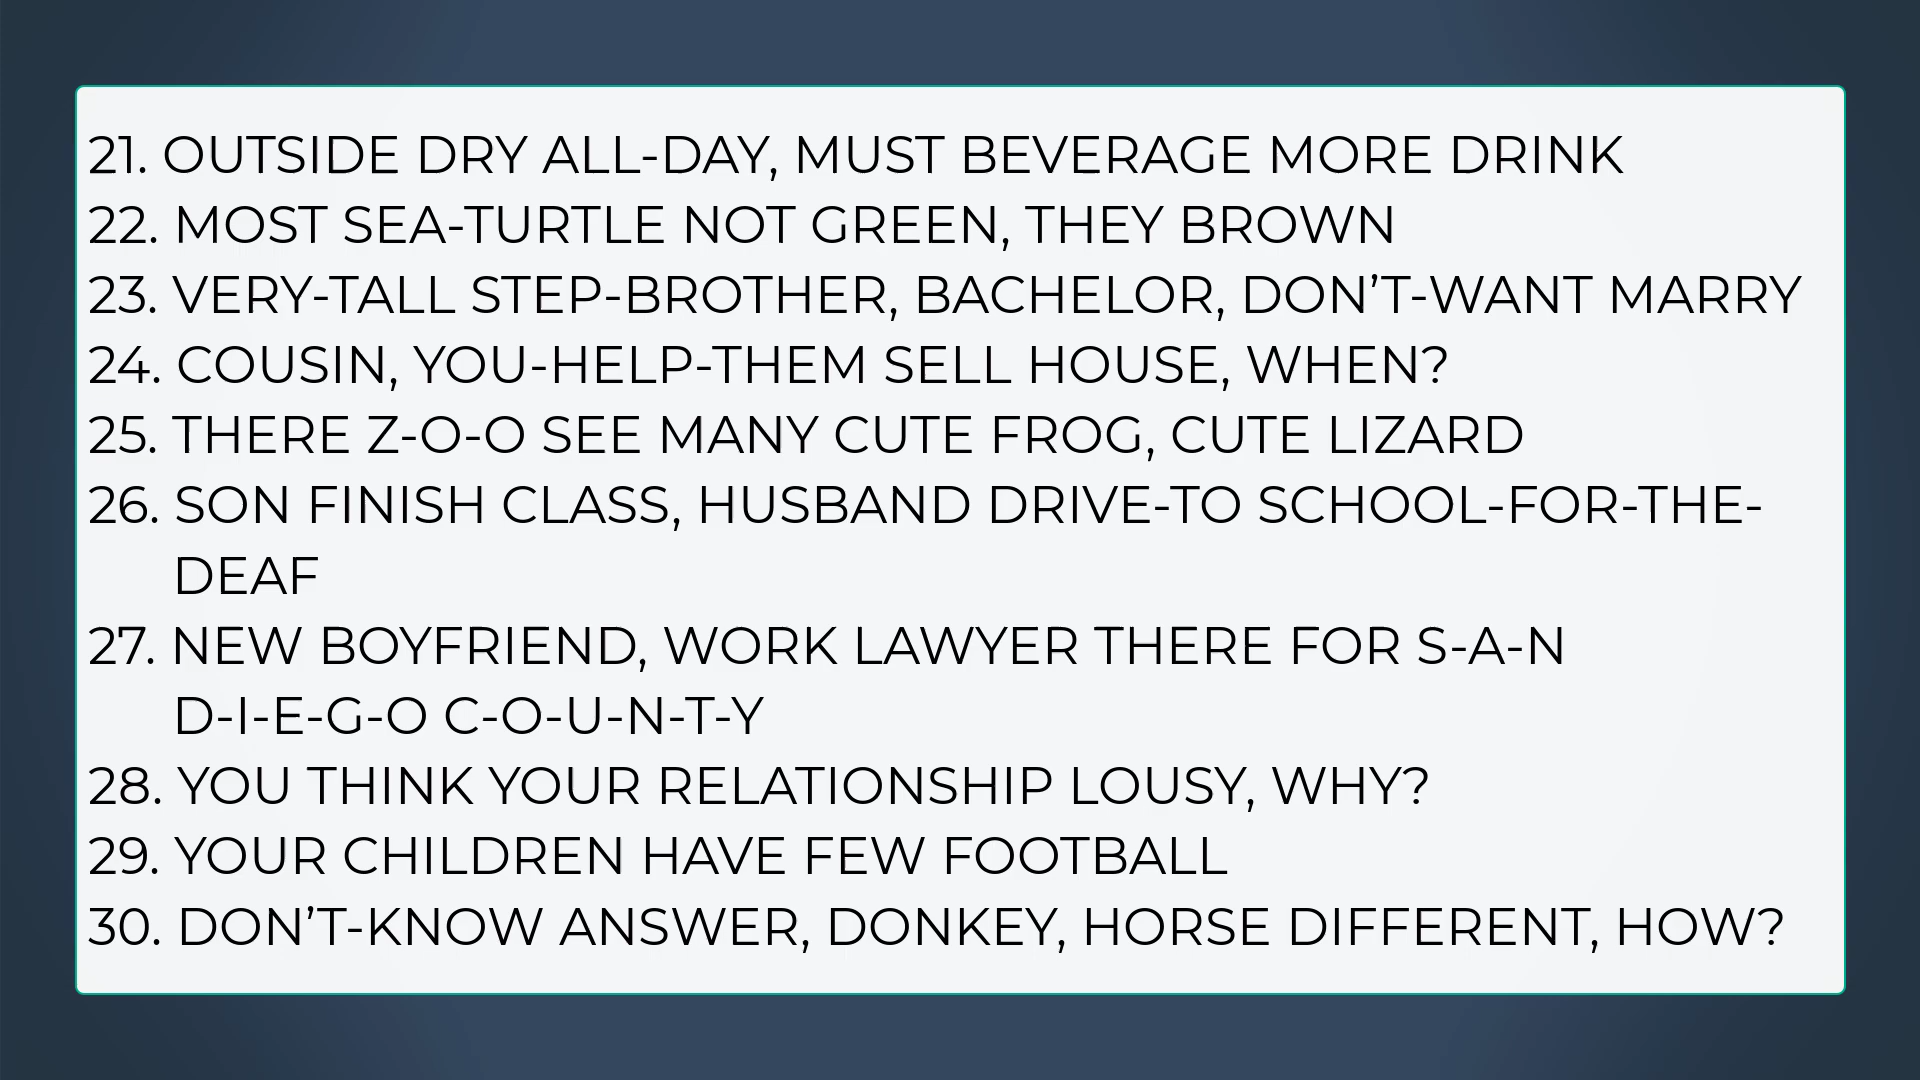 21. OUTSIDE DRY ALL-DAY, MUST BEVERAGE MORE DRINK
22. MOST SEA-TURTLE NOT GREEN, THEY BROWN
23. VERY-TALL STEP-BROTHER, BACHELOR, DON’T-WANT MARRY
24. COUSIN, YOU-HELP-THEM SELL HOUSE, WHEN?
25. THERE Z-O-O SEE MANY CUTE FROG, CUTE LIZARD
26. SON FINISH CLASS, HUSBAND DRIVE-TO SCHOOL-FOR-THE-
DEAF
27. NEW BOYFRIEND, WORK LAWYER THERE FOR S-A-N
D-I-E-G-O C-O-U-N-T-Y
28. YOU THINK YOUR RELATIONSHIP LOUSY, WHY?
29. YOUR CHILDREN HAVE FEW FOOTBALL
30. DON’T-KNOW ANSWER, DONKEY, HORSE DIFFERENT, HOW?